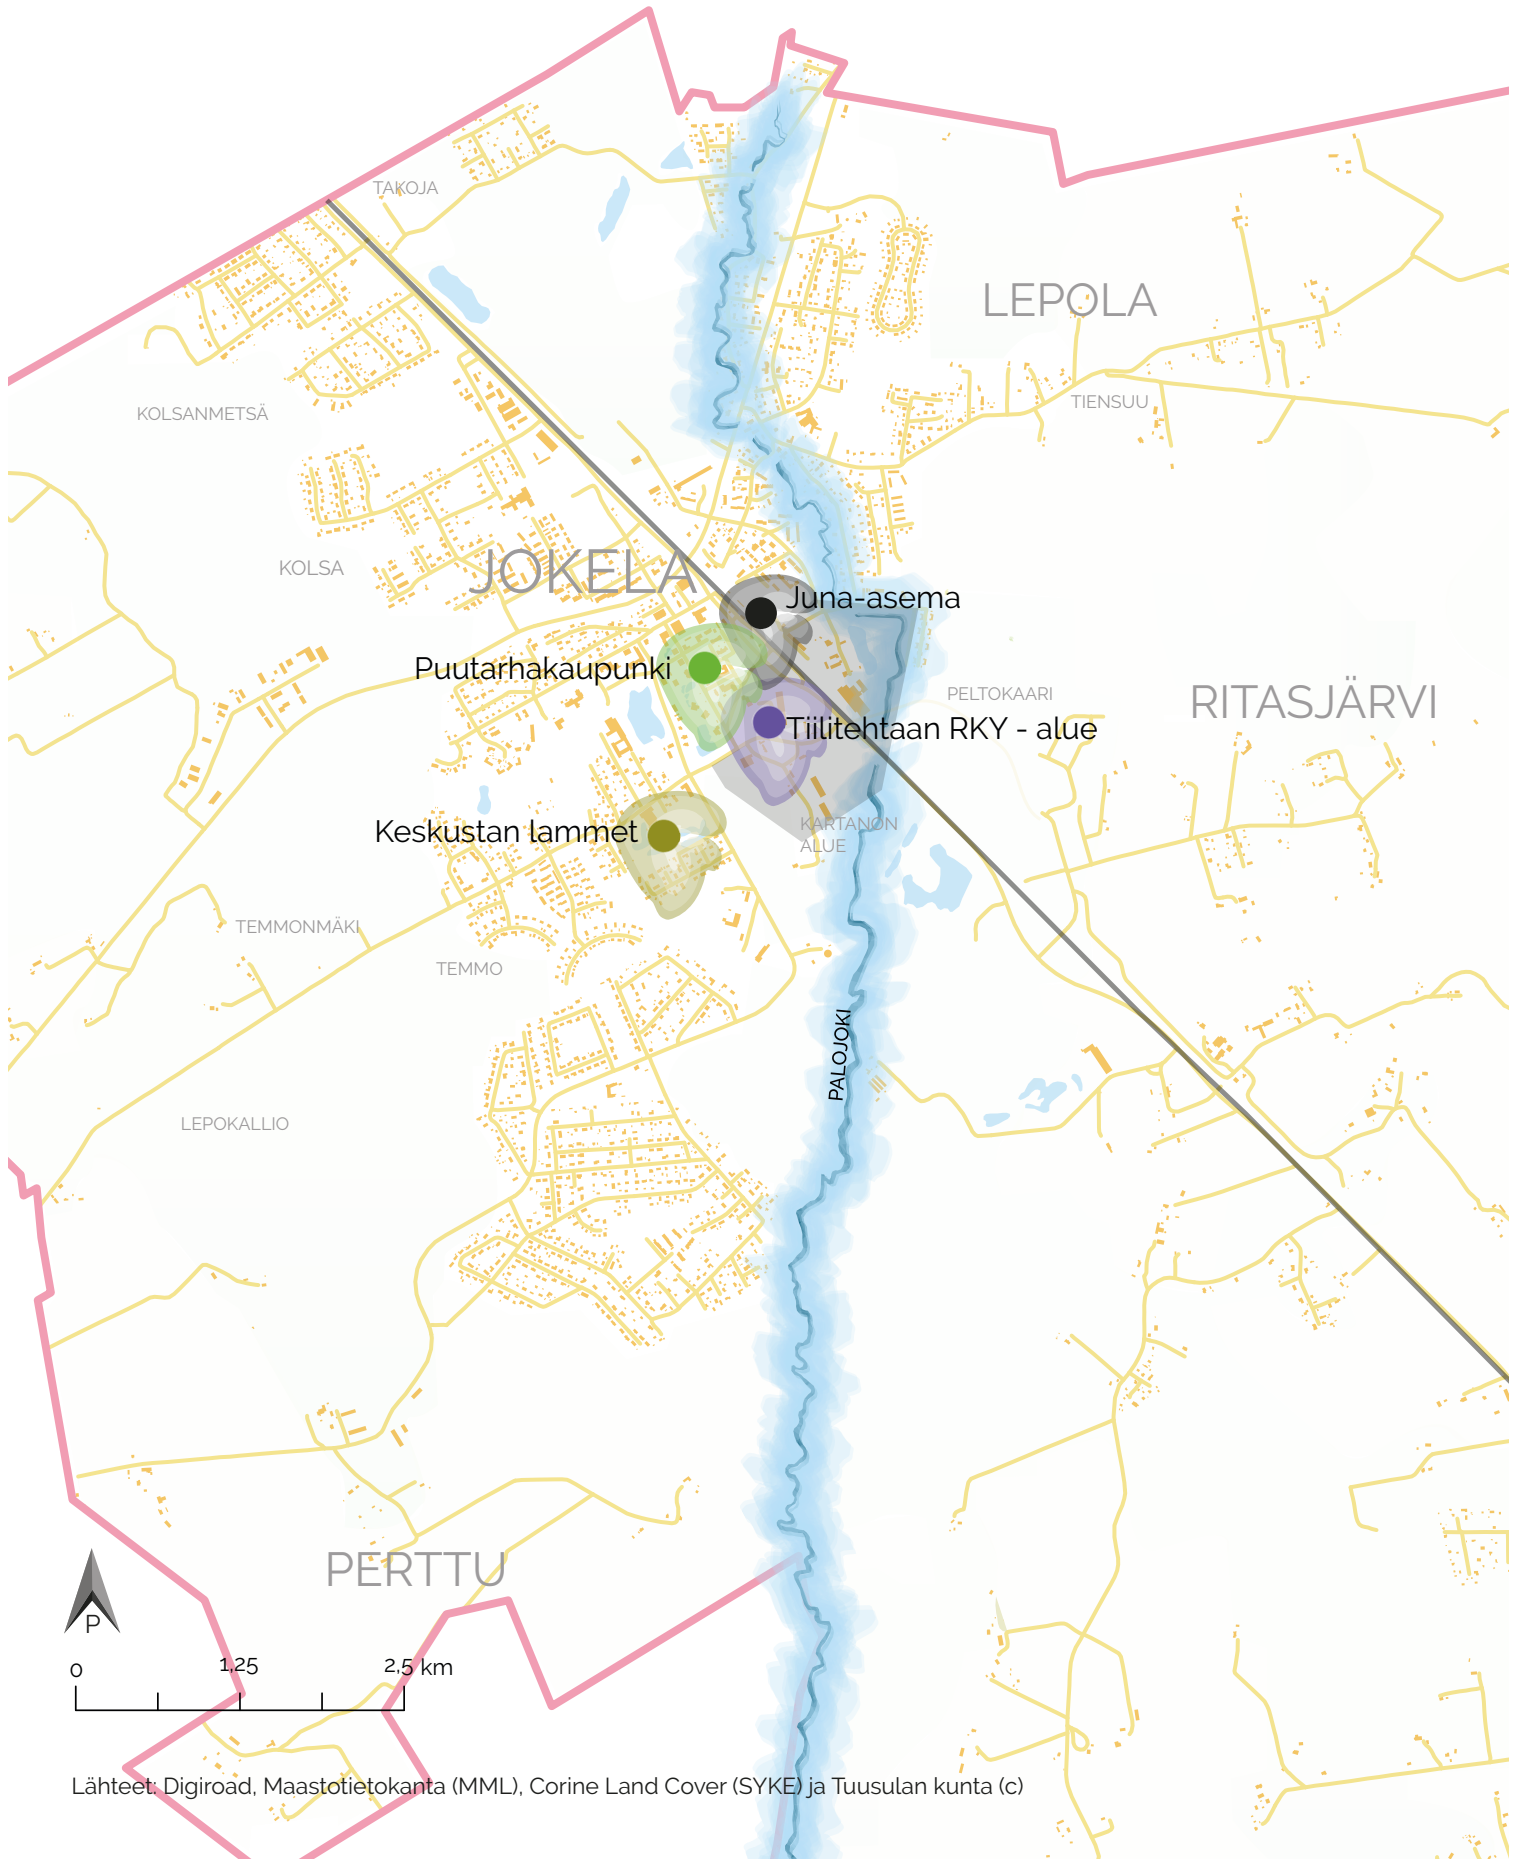 TAKOJA
LEPOLA
TIENSUU
KOLSANMETSÄ
KOLSA
JOKELA
Juna-asema
Puutarhakaupunki
PELTOKAARI
RITASJÄRVI
Tiilitehtaan RKY - alue
Keskustan lammet
KARTANON
ALUE
TEMMONMÄKI
TEMMO
PALOJOKI
LEPOKALLIO
PERTTU
P
0 1,25 2,5 km
Lähteet: Digiroad, Maastotietokanta (MML), Corine Land Cover (SYKE) ja Tuusulan kunta (c)